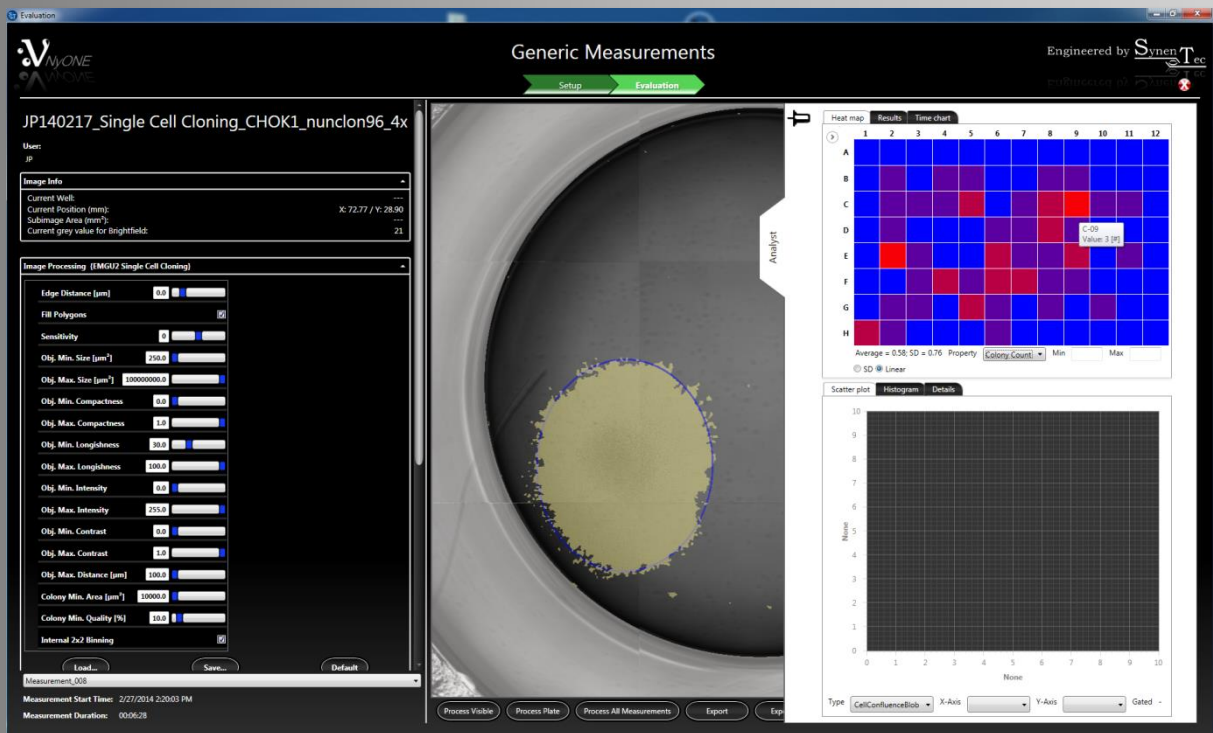 Evaluation
VNyONE
Generic Measurements
Engineered by SynenTec
Setup
Evaluation
JP140217_Single Cell Cloning_CHOK1_nunclon96_4x
User:
JP
Image Info
Current Well: ---
Current Position (mm): X: 72.77 / Y: 28.90
Subimage Area (mm²): ---
Current grey value for Brightfield: 21
Image Processing (EMGU2 Single Cell Cloning)
Edge Distance [µm] 0.0
Fill Polygons
Sensitivity 0
Obj. Min. Size [µm²] 250.0
Obj. Max. Size [µm²] 100000000.0
Obj. Min. Compactness 0.0
Obj. Max. Compactness 1.0
Obj. Min. Longishness 30.0
Obj. Max. Longishness 100.0
Obj. Min. Intensity 0.0
Obj. Max. Intensity 255.0
Obj. Min. Contrast 0.0
Obj. Max. Contrast 1.0
Obj. Max. Distance [µm] 100.0
Colony Min. Area [µm²] 10000.0
Colony Min. Quality [%] 10.0
Internal 2x2 Binning
Load... Save... Default
Measurement_008
Measurement Start Time: 2/27/2014 2:20:03 PM
Measurement Duration: 00:06:28
Process Visible Process Plate Process All Measurements Export
Analyst
Heat map Results Time chart
1 2 3 4 5 6 7 8 9 10 11 12
A
B
C
D
C-09
Value: 3 [#]
E
F
G
H
Average = 0.58; SD = 0.76 Property Colony Count Min Max
SD Linear
Scatter plot Histogram Details
10
9
8
7
6
5
4
3
2
1
0
None
0 1 2 3 4 5 6 7 8 9 10
None
Type CellConfluenceBlob X-Axis Y-Axis Gated -